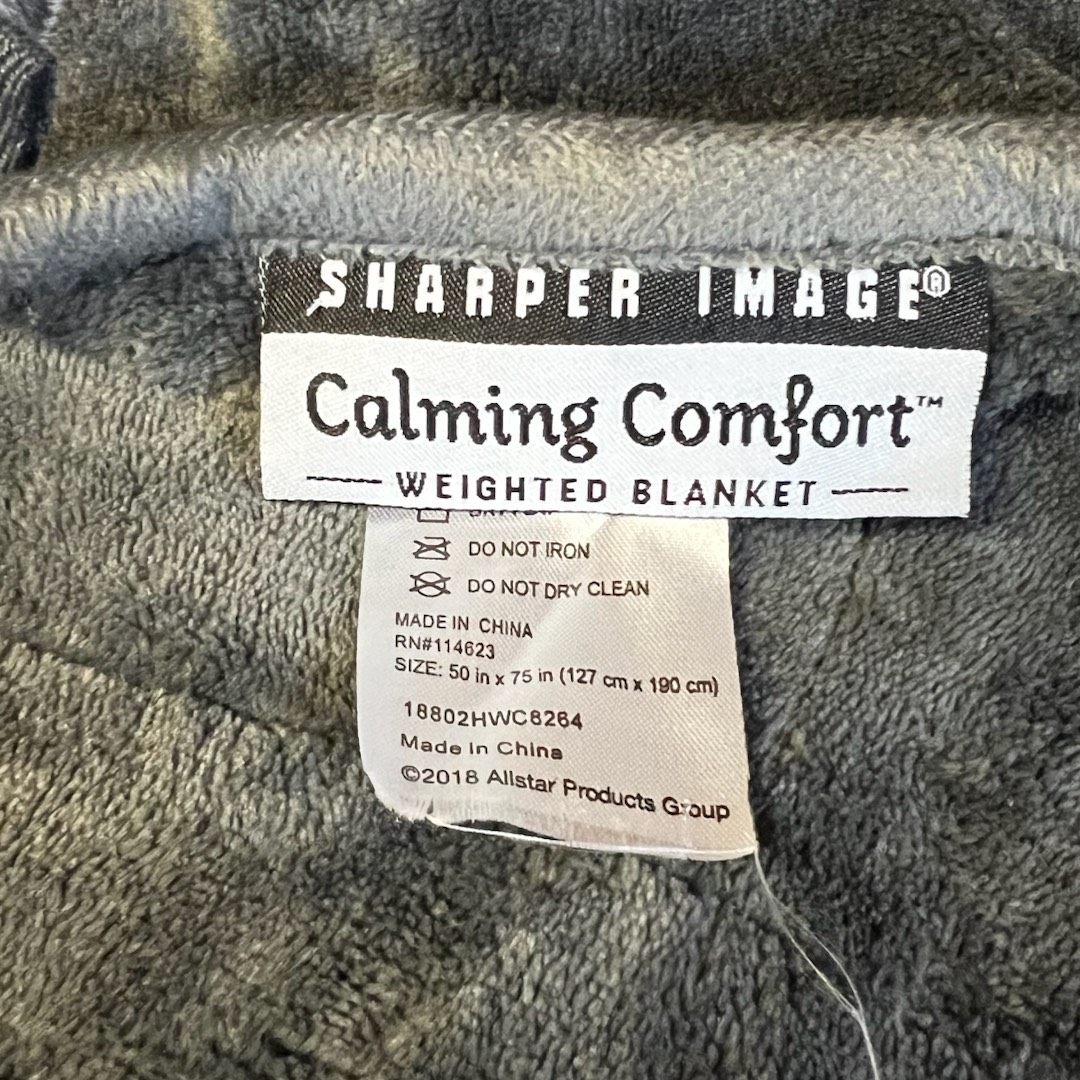 SHARPER IMAGE®
Calming Comfort™
WEIGHTED BLANKET
DO NOT IRON
DO NOT DRY CLEAN
MADE IN CHINA
RN#114623
SIZE: 50 in x 75 in (127 cm x 190 cm)
18802HWC8264
Made in China
©2018 Allstar Products Group